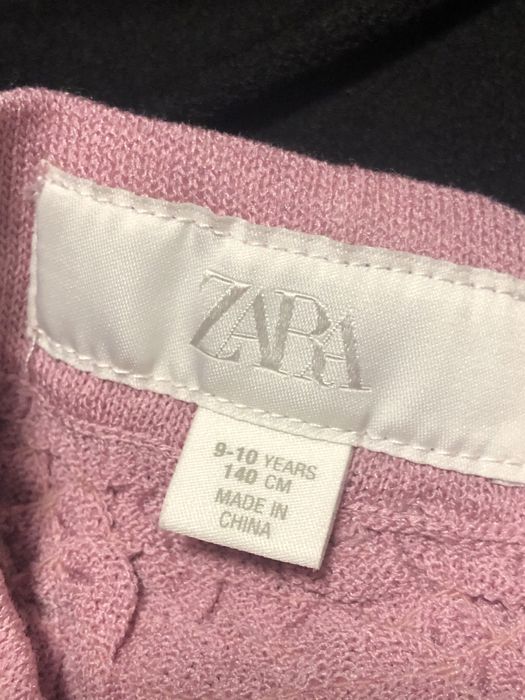 ZARA
9-10 YEARS
140 CM
MADE IN
CHINA